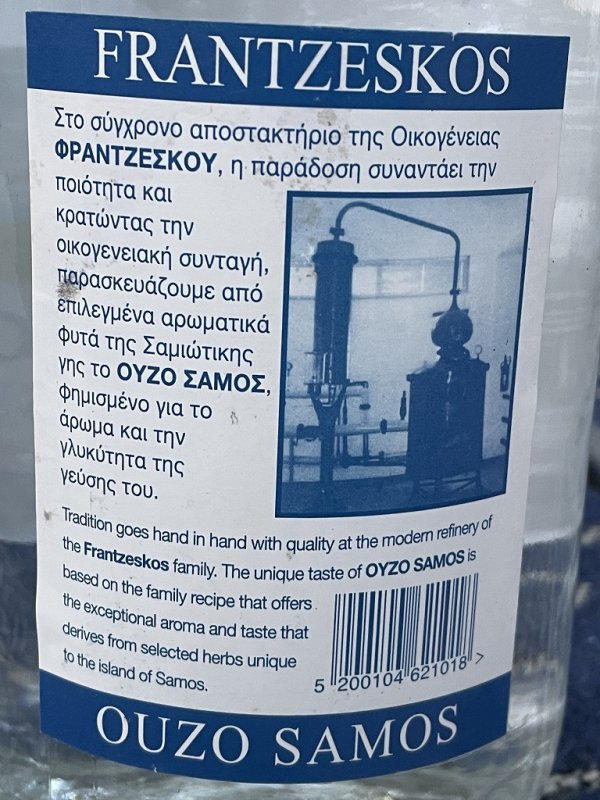 FRANTZESKOS
Στο σύγχρονο αποστακτήριο της Οικογένειας
ΦΡΑΝΤΖΕΣΚΟΥ, η παράδοση συναντάει την
ποιότητα και
κρατώντας την
οικογενειακή συνταγή,
παρασκευάζουμε από
επιλεγμένα αρωματικά
φυτά της Σαμιώτικης
γης το ΟΥΖΟ ΣΑΜΟΣ,
φημισμένο για το
άρωμα και την
γλυκύτητα της
γεύσης του.
Tradition goes hand in hand with quality at the modern refinery of
the Frantzeskos family. The unique taste of OYZO SAMOS is
based on the family recipe that offers
the exceptional aroma and taste that
derives from selected herbs unique
to the island of Samos.
5 200104 621018 >
OUZO SAMOS